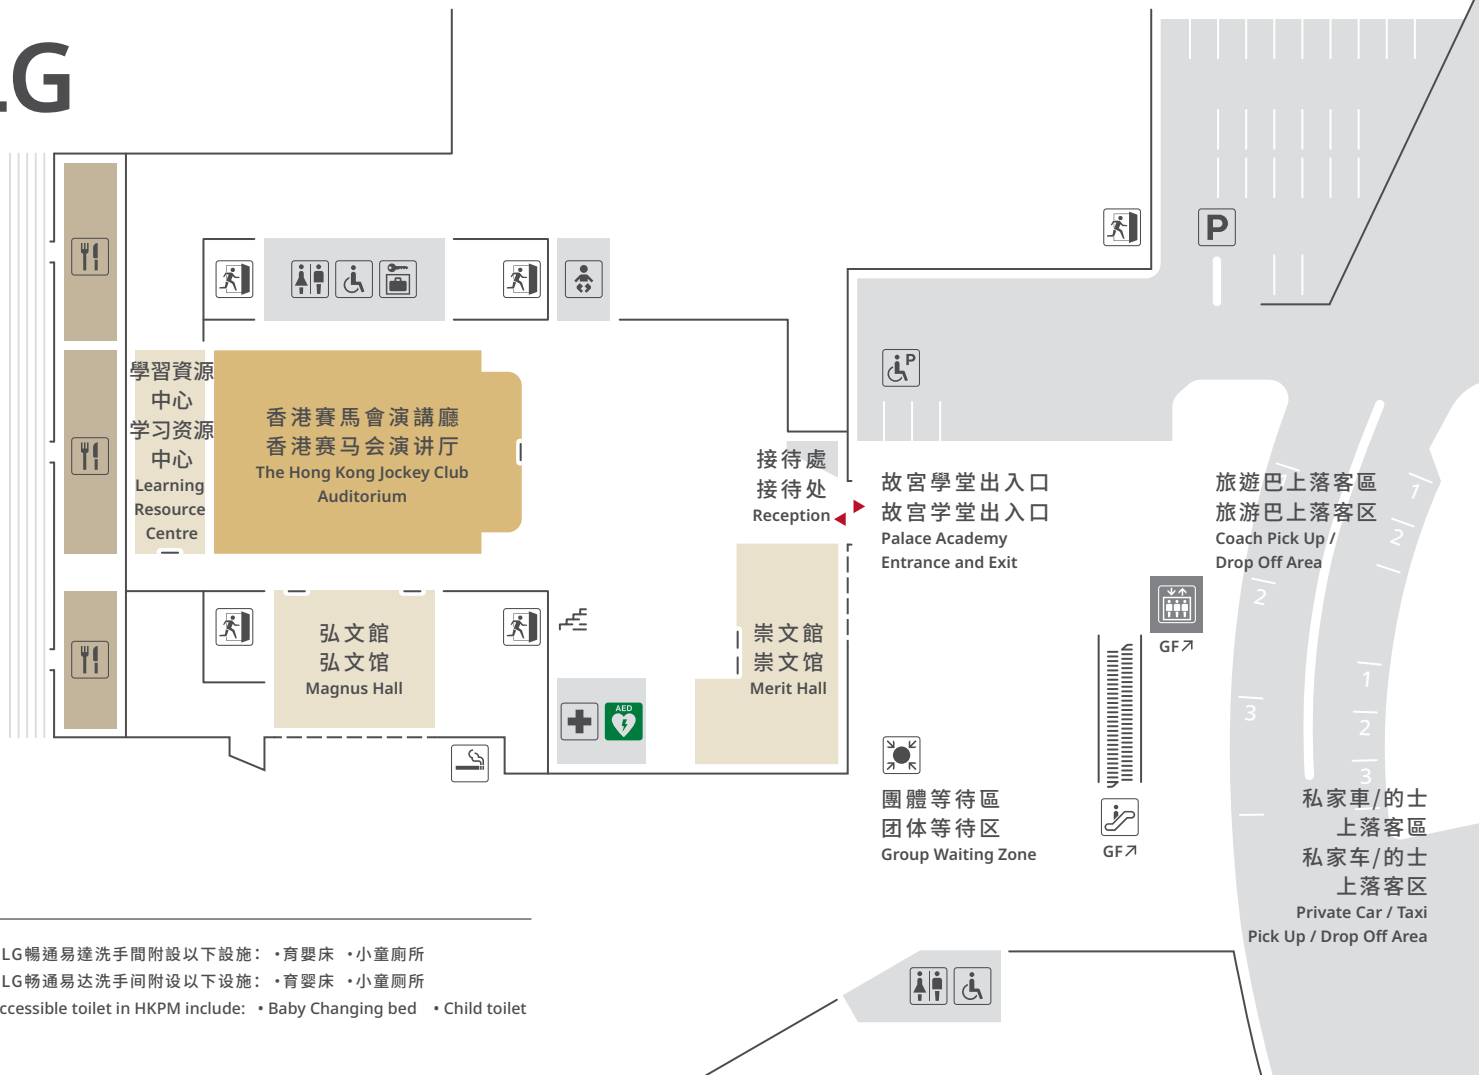 LG
P
P
學習資源
中心
学习资源
中心
Learning
Resource
Centre
香港賽馬會演講廳
香港赛马会演讲厅
The Hong Kong Jockey Club
Auditorium
接待處
接待处
Reception
故宮學堂出入口
故宫学堂出入口
Palace Academy
Entrance and Exit
旅遊巴上落客區
旅游巴上落客区
Coach Pick Up /
Drop Off Area
1
1
2
2
3
1
2
3
GF
弘文館
弘文馆
Magnus Hall
崇文館
崇文馆
Merit Hall
AED
團體等待區
团体等待区
Group Waiting Zone
GF
私家車/的士
上落客區
私家车/的士
上落客区
Private Car / Taxi
Pick Up / Drop Off Area
LG暢通易達洗手間附設以下設施： •育嬰床 •小童廁所
LG畅通易达洗手间附设以下设施： •育婴床 •小童厕所
ccessible toilet in HKPM include: • Baby Changing bed • Child toilet